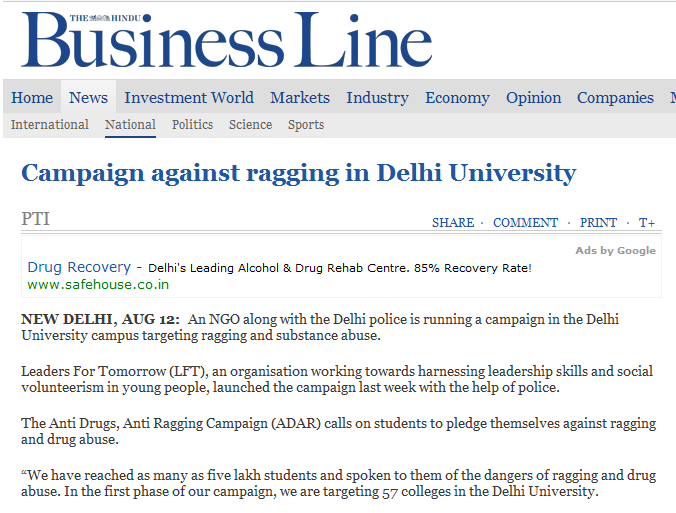 THE HINDU
Business Line
Home News Investment World Markets Industry Economy Opinion Companies
International National Politics Science Sports
Campaign against ragging in Delhi University
PTI
SHARE · COMMENT · PRINT · T+
Ads by Google
Drug Recovery - Delhi's Leading Alcohol & Drug Rehab Centre. 85% Recovery Rate!
www.safehouse.co.in
NEW DELHI, AUG 12: An NGO along with the Delhi police is running a campaign in the Delhi
University campus targeting ragging and substance abuse.
Leaders For Tomorrow (LFT), an organisation working towards harnessing leadership skills and social
volunteerism in young people, launched the campaign last week with the help of police.
The Anti Drugs, Anti Ragging Campaign (ADAR) calls on students to pledge themselves against ragging
and drug abuse.
“We have reached as many as five lakh students and spoken to them of the dangers of ragging and drug
abuse. In the first phase of our campaign, we are targeting 57 colleges in the Delhi University.